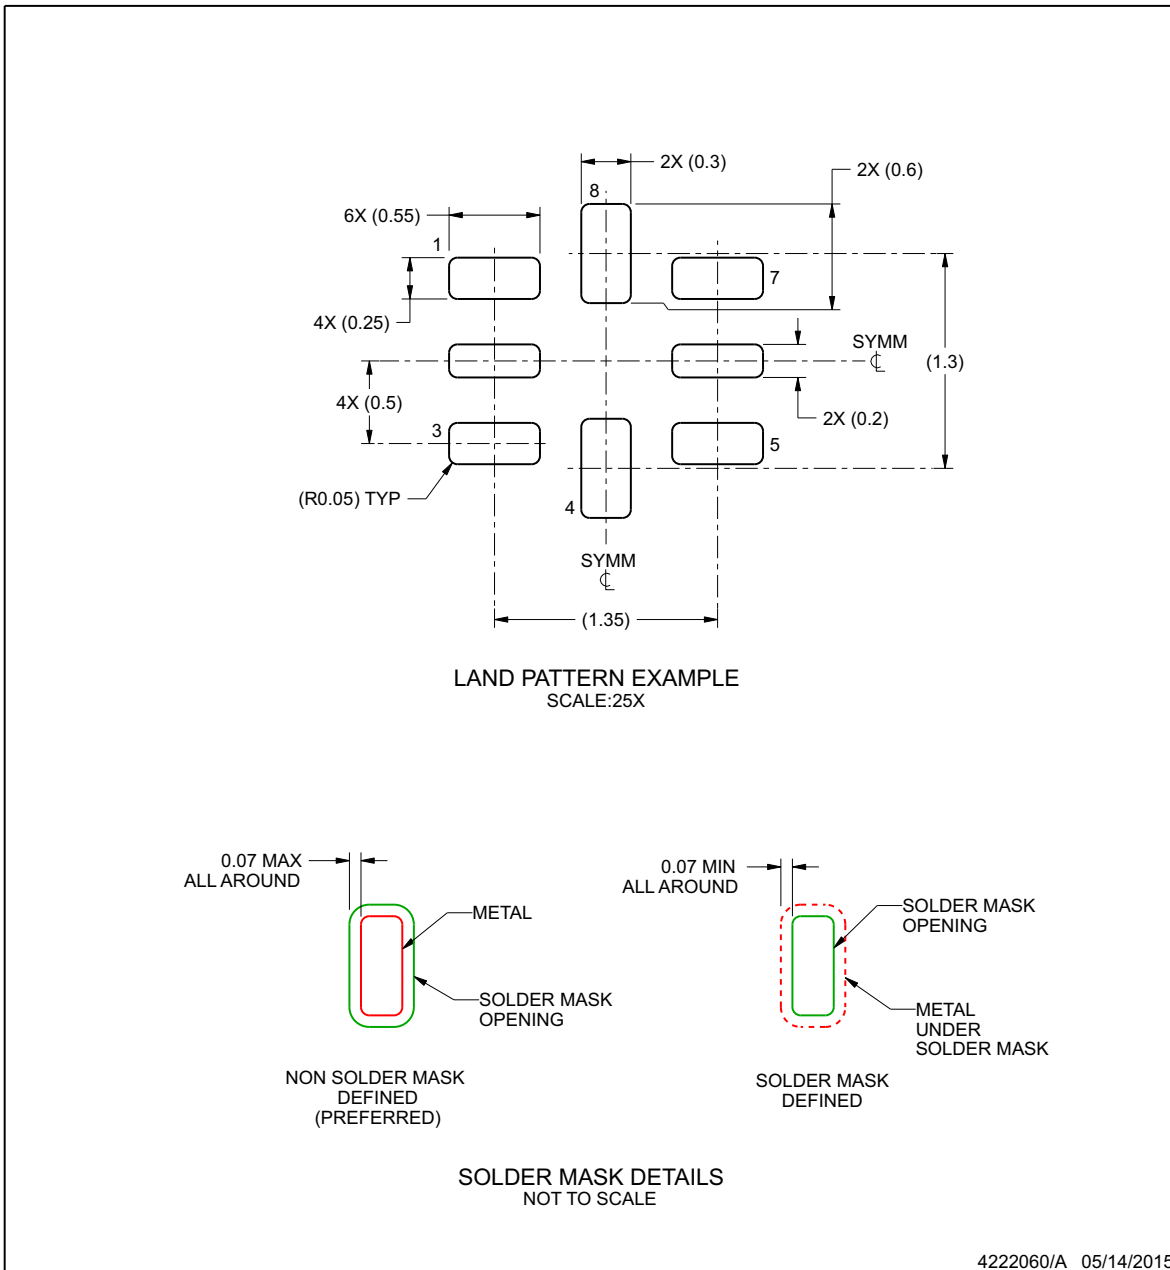 2X (0.3)
2X (0.6)
8
6X (0.55)
1
7
4X (0.25)
SYMM
(1.3)
4X (0.5)
2X (0.2)
3
5
(R0.05) TYP
4
SYMM
(1.35)
LAND PATTERN EXAMPLE
SCALE:25X
0.07 MAX
ALL AROUND
METAL
SOLDER MASK
OPENING
NON SOLDER MASK
DEFINED
(PREFERRED)
0.07 MIN
ALL AROUND
SOLDER MASK
OPENING
METAL
UNDER
SOLDER MASK
SOLDER MASK
DEFINED
SOLDER MASK DETAILS
NOT TO SCALE
4222060/A 05/14/2015